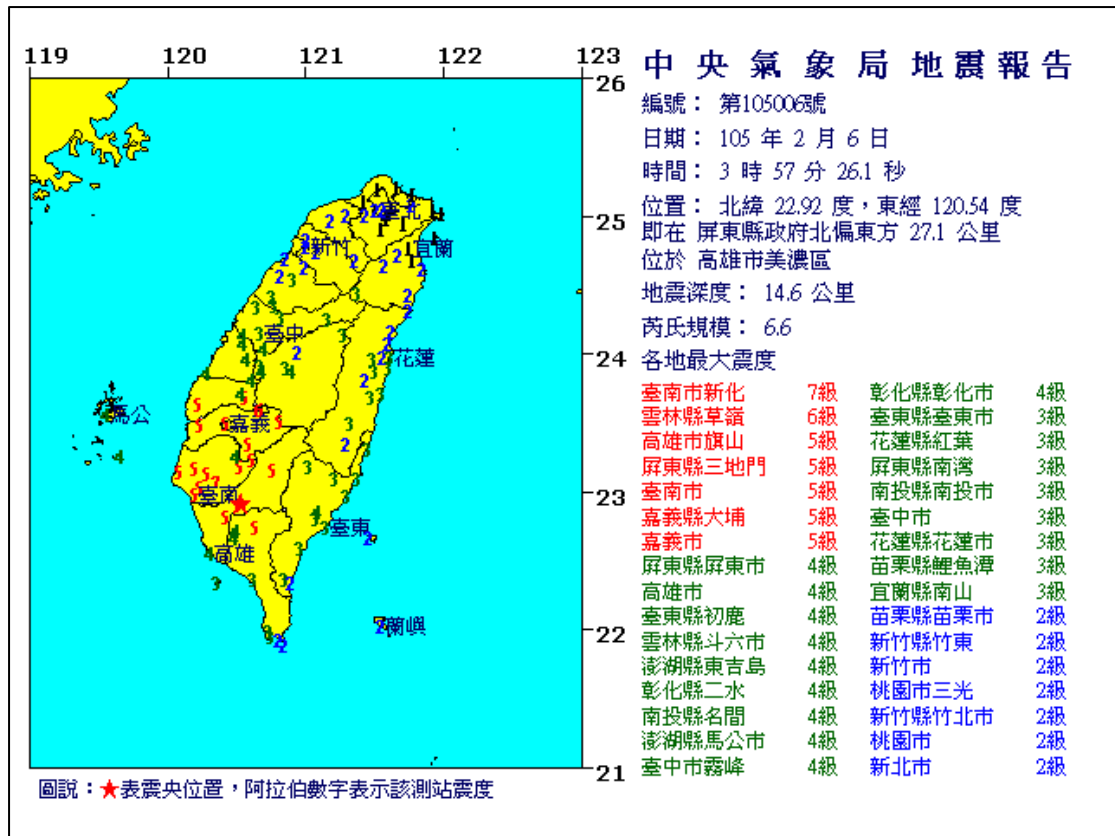 119 120 121 122 123
26
25
24
23
22
21
臺北
新竹
宜蘭
臺中
花蓮
馬公
嘉義
臺南
臺東
高雄
蘭嶼
圖說：★表震央位置，阿拉伯數字表示該測站震度
中央氣象局地震報告
編號： 第105006號
日期： 105 年 2 月 6 日
時間： 3 時 57 分 26.1 秒
位置： 北緯 22.92 度，東經 120.54 度
即在 屏東縣政府北偏東方 27.1 公里
位於 高雄市美濃區
地震深度： 14.6 公里
芮氏規模： 6.6
各地最大震度
臺南市新化 7級 彰化縣彰化市 4級
雲林縣草嶺 6級 臺東縣臺東市 3級
高雄市旗山 5級 花蓮縣紅葉 3級
屏東縣三地門 5級 屏東縣南灣 3級
臺南市 5級 南投縣南投市 3級
嘉義縣大埔 5級 臺中市 3級
嘉義市 5級 花蓮縣花蓮市 3級
屏東縣屏東市 4級 苗栗縣鯉魚潭 3級
高雄市 4級 宜蘭縣南山 3級
臺東縣初鹿 4級 苗栗縣苗栗市 2級
雲林縣斗六市 4級 新竹縣竹東 2級
澎湖縣東吉島 4級 新竹市 2級
彰化縣二水 4級 桃園市三光 2級
南投縣名間 4級 新竹縣竹北市 2級
澎湖縣馬公市 4級 桃園市 2級
臺中市霧峰 4級 新北市 2級